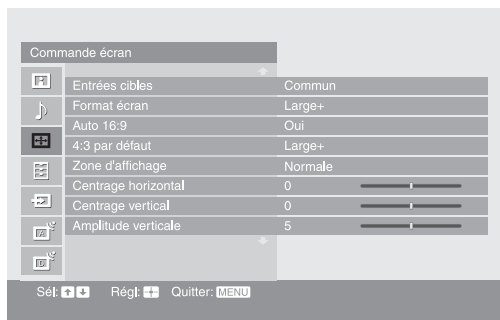 Commande écran
Entrées cibles Commun
Format écran Large+
Auto 16:9 Oui
4:3 par défaut Large+
Zone d'affichage Normale
Centrage horizontal 0
Centrage vertical 0
Amplitude verticale 5
Sél: Régl: Quitter: MENU